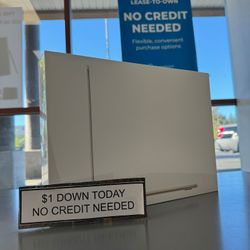 LEASE-TO-OWN
NO CREDIT
NEEDED
Flexible, convenient
purchase options
$1 DOWN TODAY
NO CREDIT NEEDED